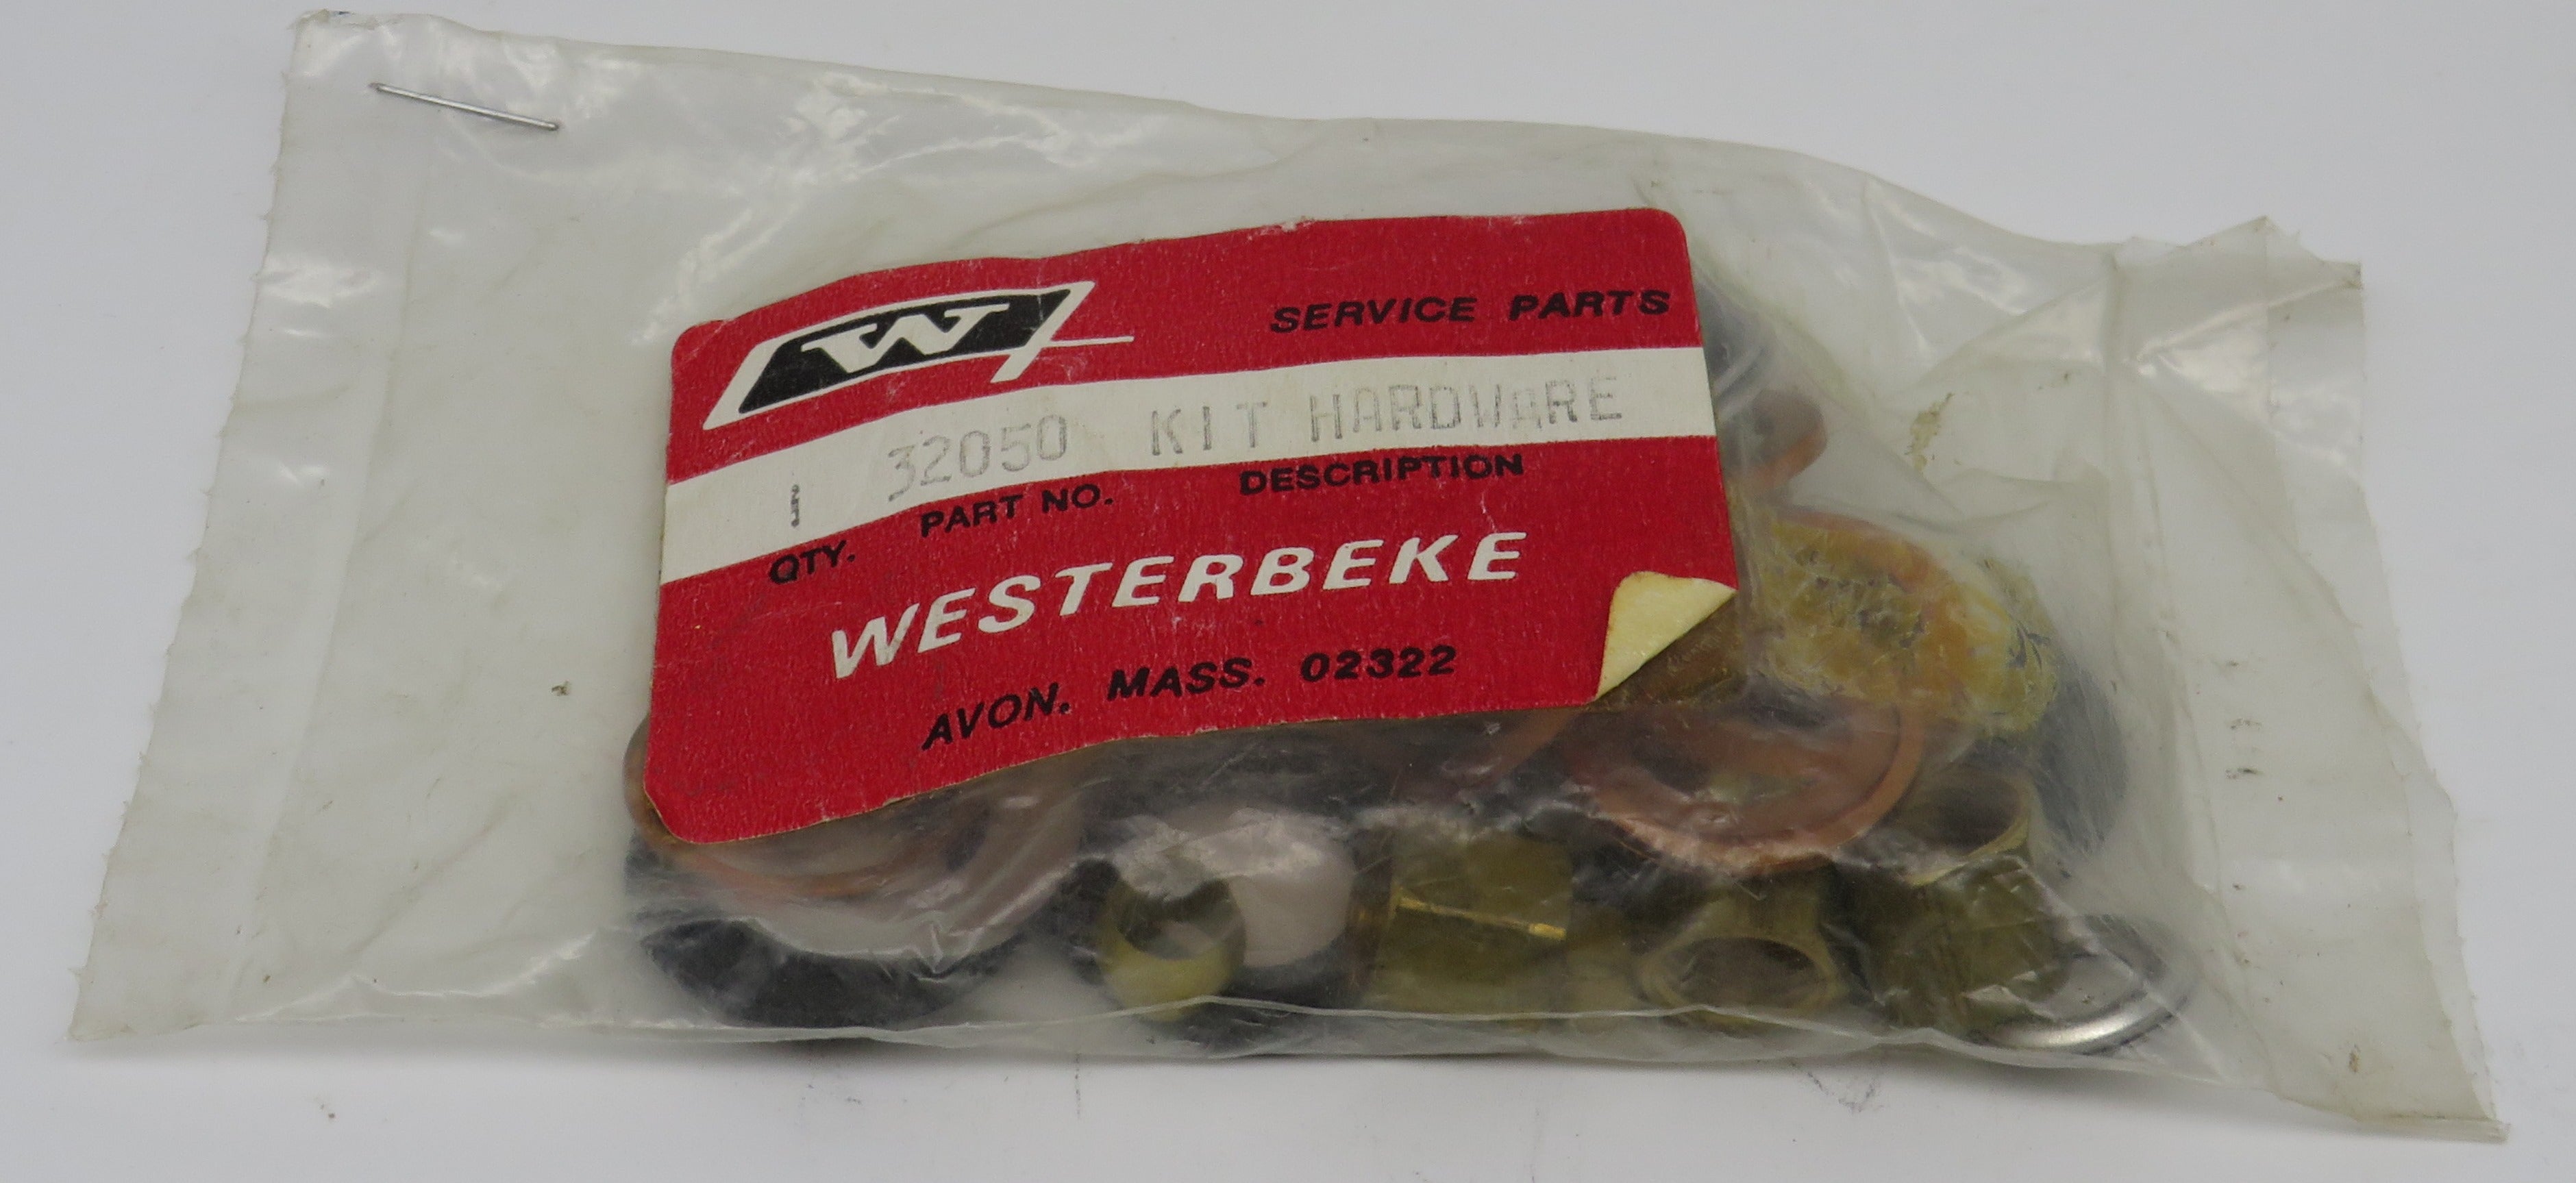 W
SERVICE PARTS
1 32050 KIT HARDWARE
QTY. PART NO. DESCRIPTION
WESTERBEKE
AVON, MASS. 02322